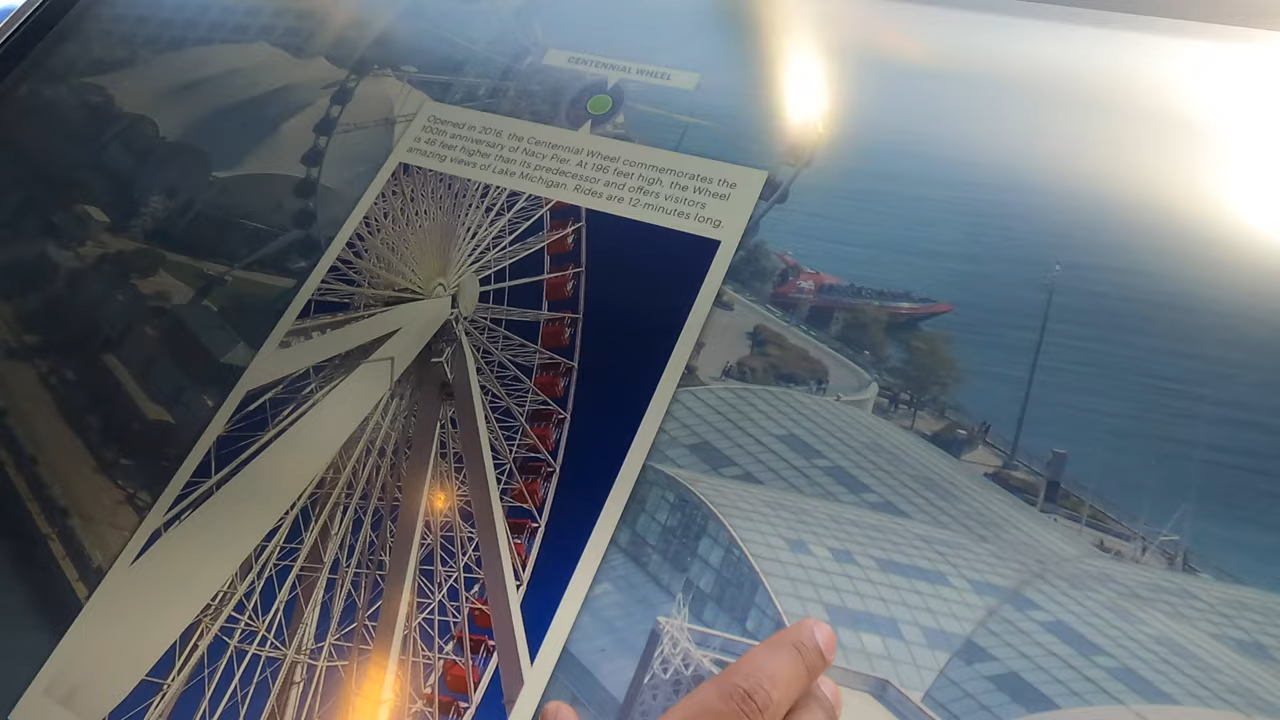 CENTENNIAL WHEEL
Opened in 2016, the Centennial Wheel commemorates the
100th anniversary of Nacy Pier. At 196 feet high, the Wheel
is 46 feet higher than its predecessor and offers visitors
amazing views of Lake Michigan. Rides are 12-minutes long.